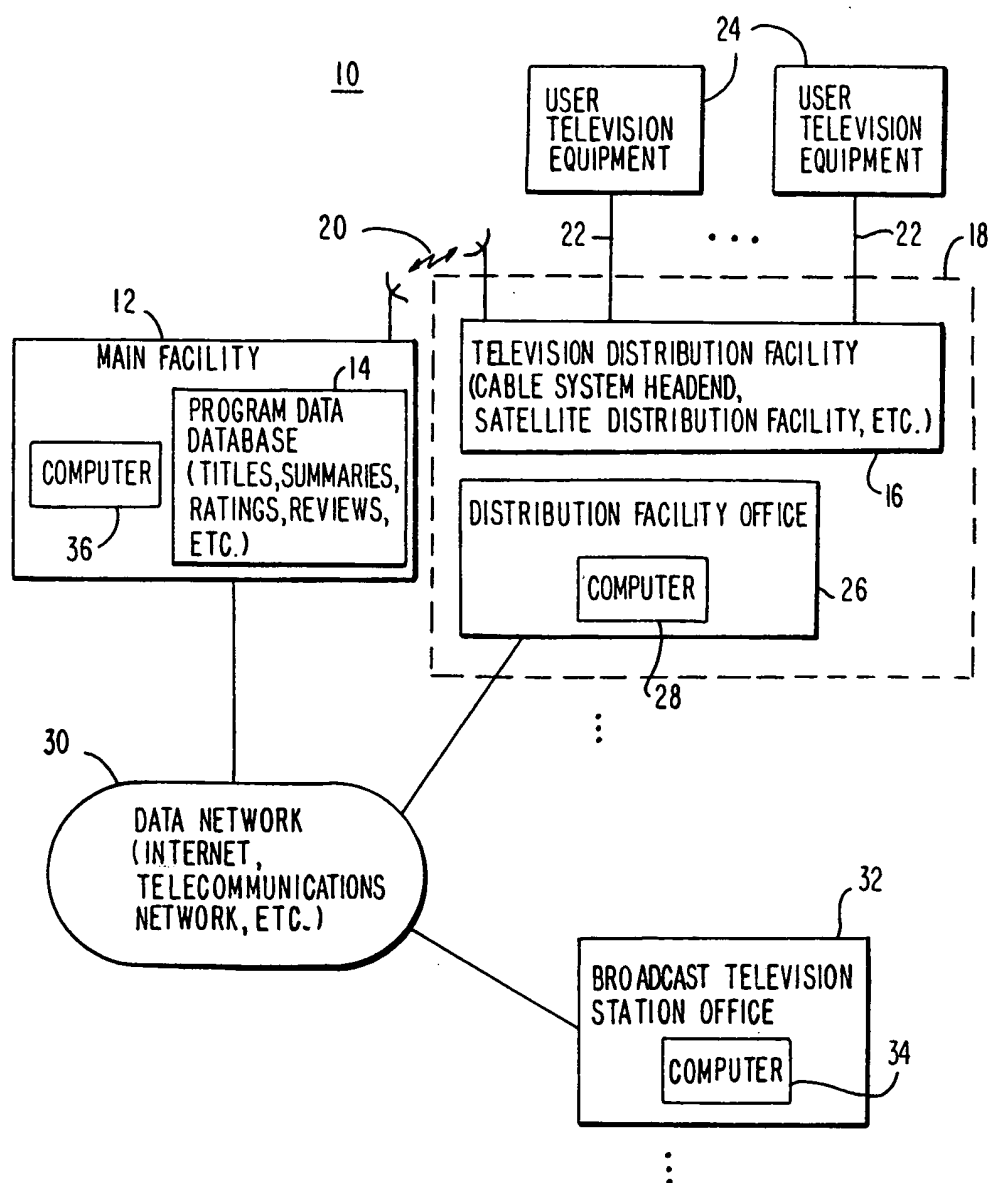 10
24
USER
TELEVISION
EQUIPMENT
USER
TELEVISION
EQUIPMENT
20
22
...
22
18
12
MAIN FACILITY
14
PROGRAM DATA
DATABASE
(TITLES,SUMMARIES,
RATINGS,REVIEWS,
ETC.)
COMPUTER
36
TELEVISION DISTRIBUTION FACILITY
(CABLE SYSTEM HEADEND,
SATELLITE DISTRIBUTION FACILITY, ETC.)
16
DISTRIBUTION FACILITY OFFICE
COMPUTER
26
28
30
DATA NETWORK
(INTERNET,
TELECOMMUNICATIONS
NETWORK, ETC.)
32
BROADCAST TELEVISION
STATION OFFICE
COMPUTER
34